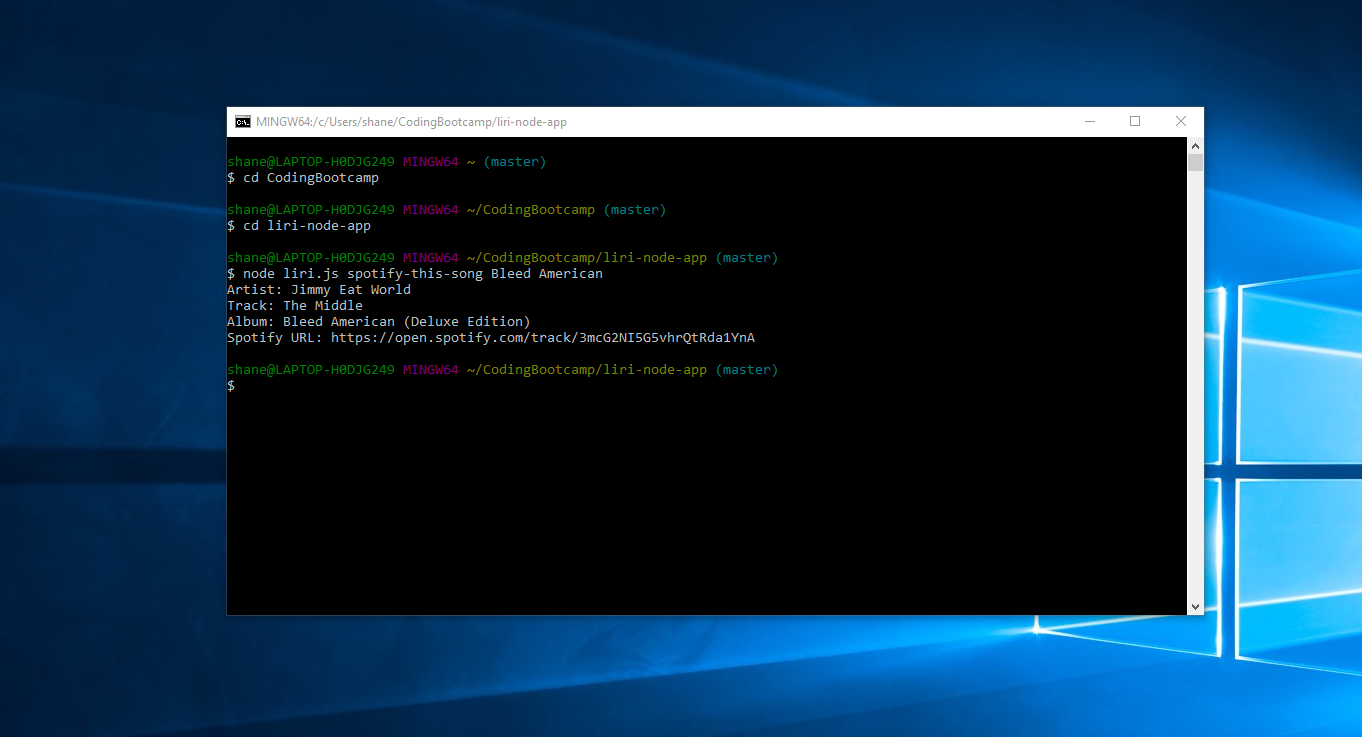 MINGW64:/c/Users/shane/CodingBootcamp/liri-node-app
shane@LAPTOP-H0DJG249 MINGW64 ~ (master)
$ cd CodingBootcamp
shane@LAPTOP-H0DJG249 MINGW64 ~/CodingBootcamp (master)
$ cd liri-node-app
shane@LAPTOP-H0DJG249 MINGW64 ~/CodingBootcamp/liri-node-app (master)
$ node liri.js spotify-this-song Bleed American
Artist: Jimmy Eat World
Track: The Middle
Album: Bleed American (Deluxe Edition)
Spotify URL: https://open.spotify.com/track/3mcG2NI5G5vhrQtRda1YnA
shane@LAPTOP-H0DJG249 MINGW64 ~/CodingBootcamp/liri-node-app (master)
$